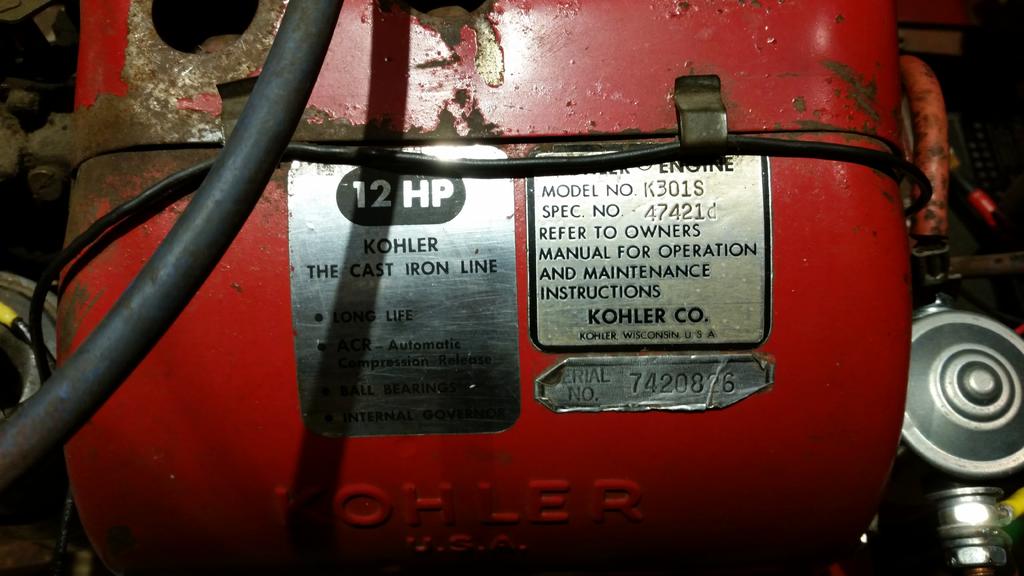 12 HP
KOHLER
THE CAST IRON LINE
• LONG LIFE
• ACR – Automatic
Compression Release
• BALL BEARINGS
• INTERNAL GOVERNOR
ENGINE
MODEL NO. K301S
SPEC. NO. 47421d
REFER TO OWNERS
MANUAL FOR OPERATION
AND MAINTENANCE
INSTRUCTIONS
KOHLER CO.
KOHLER, WISCONSIN U.S.A
SERIAL
NO.
KOHLER
U.S.A.